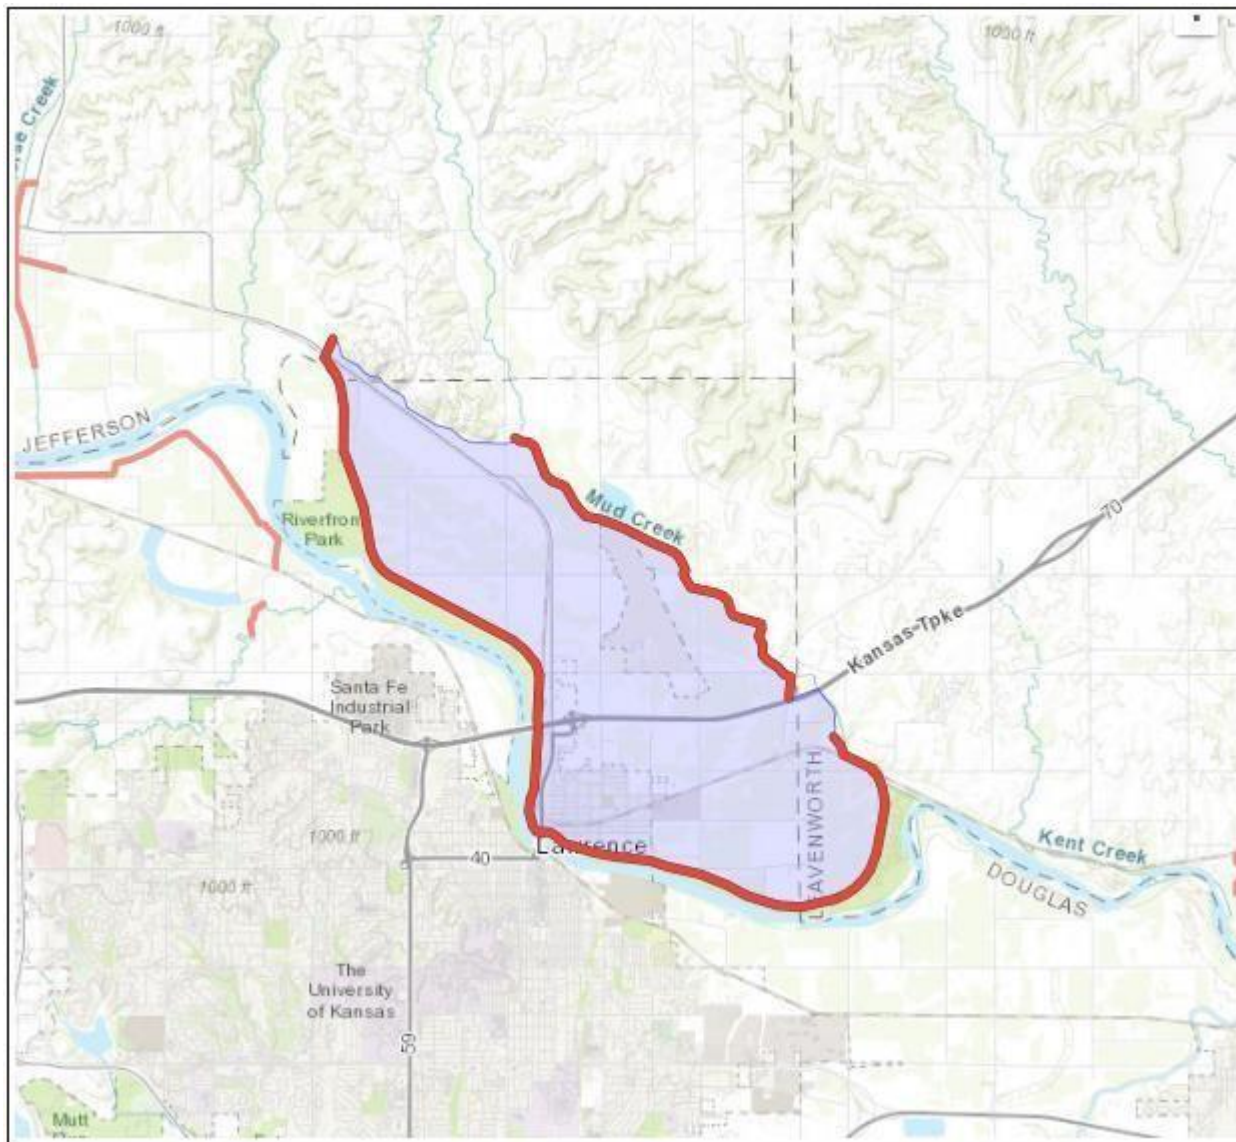 1000 ft
1000 ft
Creek
JEFFERSON
Mud Creek
70
Riverfront
Park
Kansas Tpke
Santa Fe
Industrial
Park
LEAVENWORTH
1000 ft
Lawrence
Kent Creek
40
1000 ft
DOUGLAS
The
University
of Kansas
59
Mutt